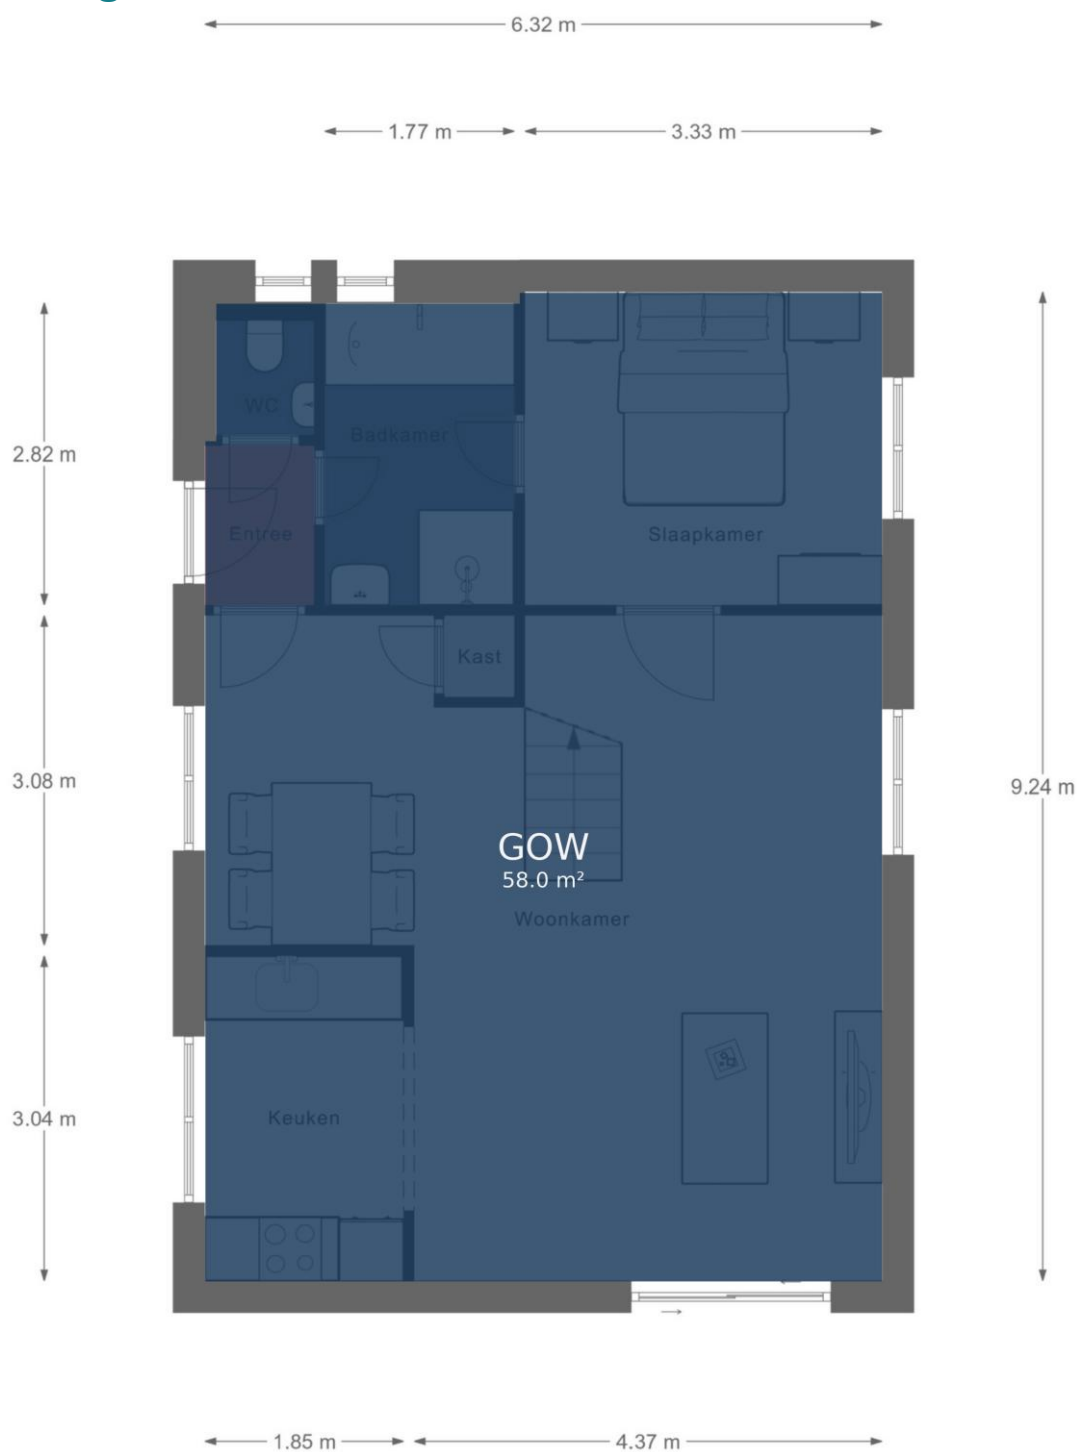 6.32 m
1.77 m
3.33 m
2.82 m
WC
Badkamer
Entree
Slaapkamer
Kast
3.08 m
9.24 m
GOW
58.0 m²
Woonkamer
3.04 m
Keuken
1.85 m
4.37 m